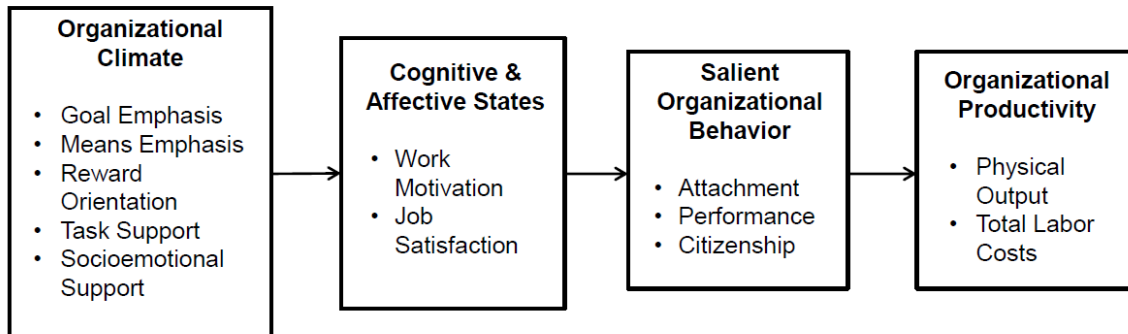 Organizational
Climate
• Goal Emphasis
• Means Emphasis
• Reward
Orientation
• Task Support
• Socioemotional
Support
Cognitive &
Affective States
• Work
Motivation
• Job
Satisfaction
Salient
Organizational
Behavior
• Attachment
• Performance
• Citizenship
Organizational
Productivity
• Physical
Output
• Total Labor
Costs